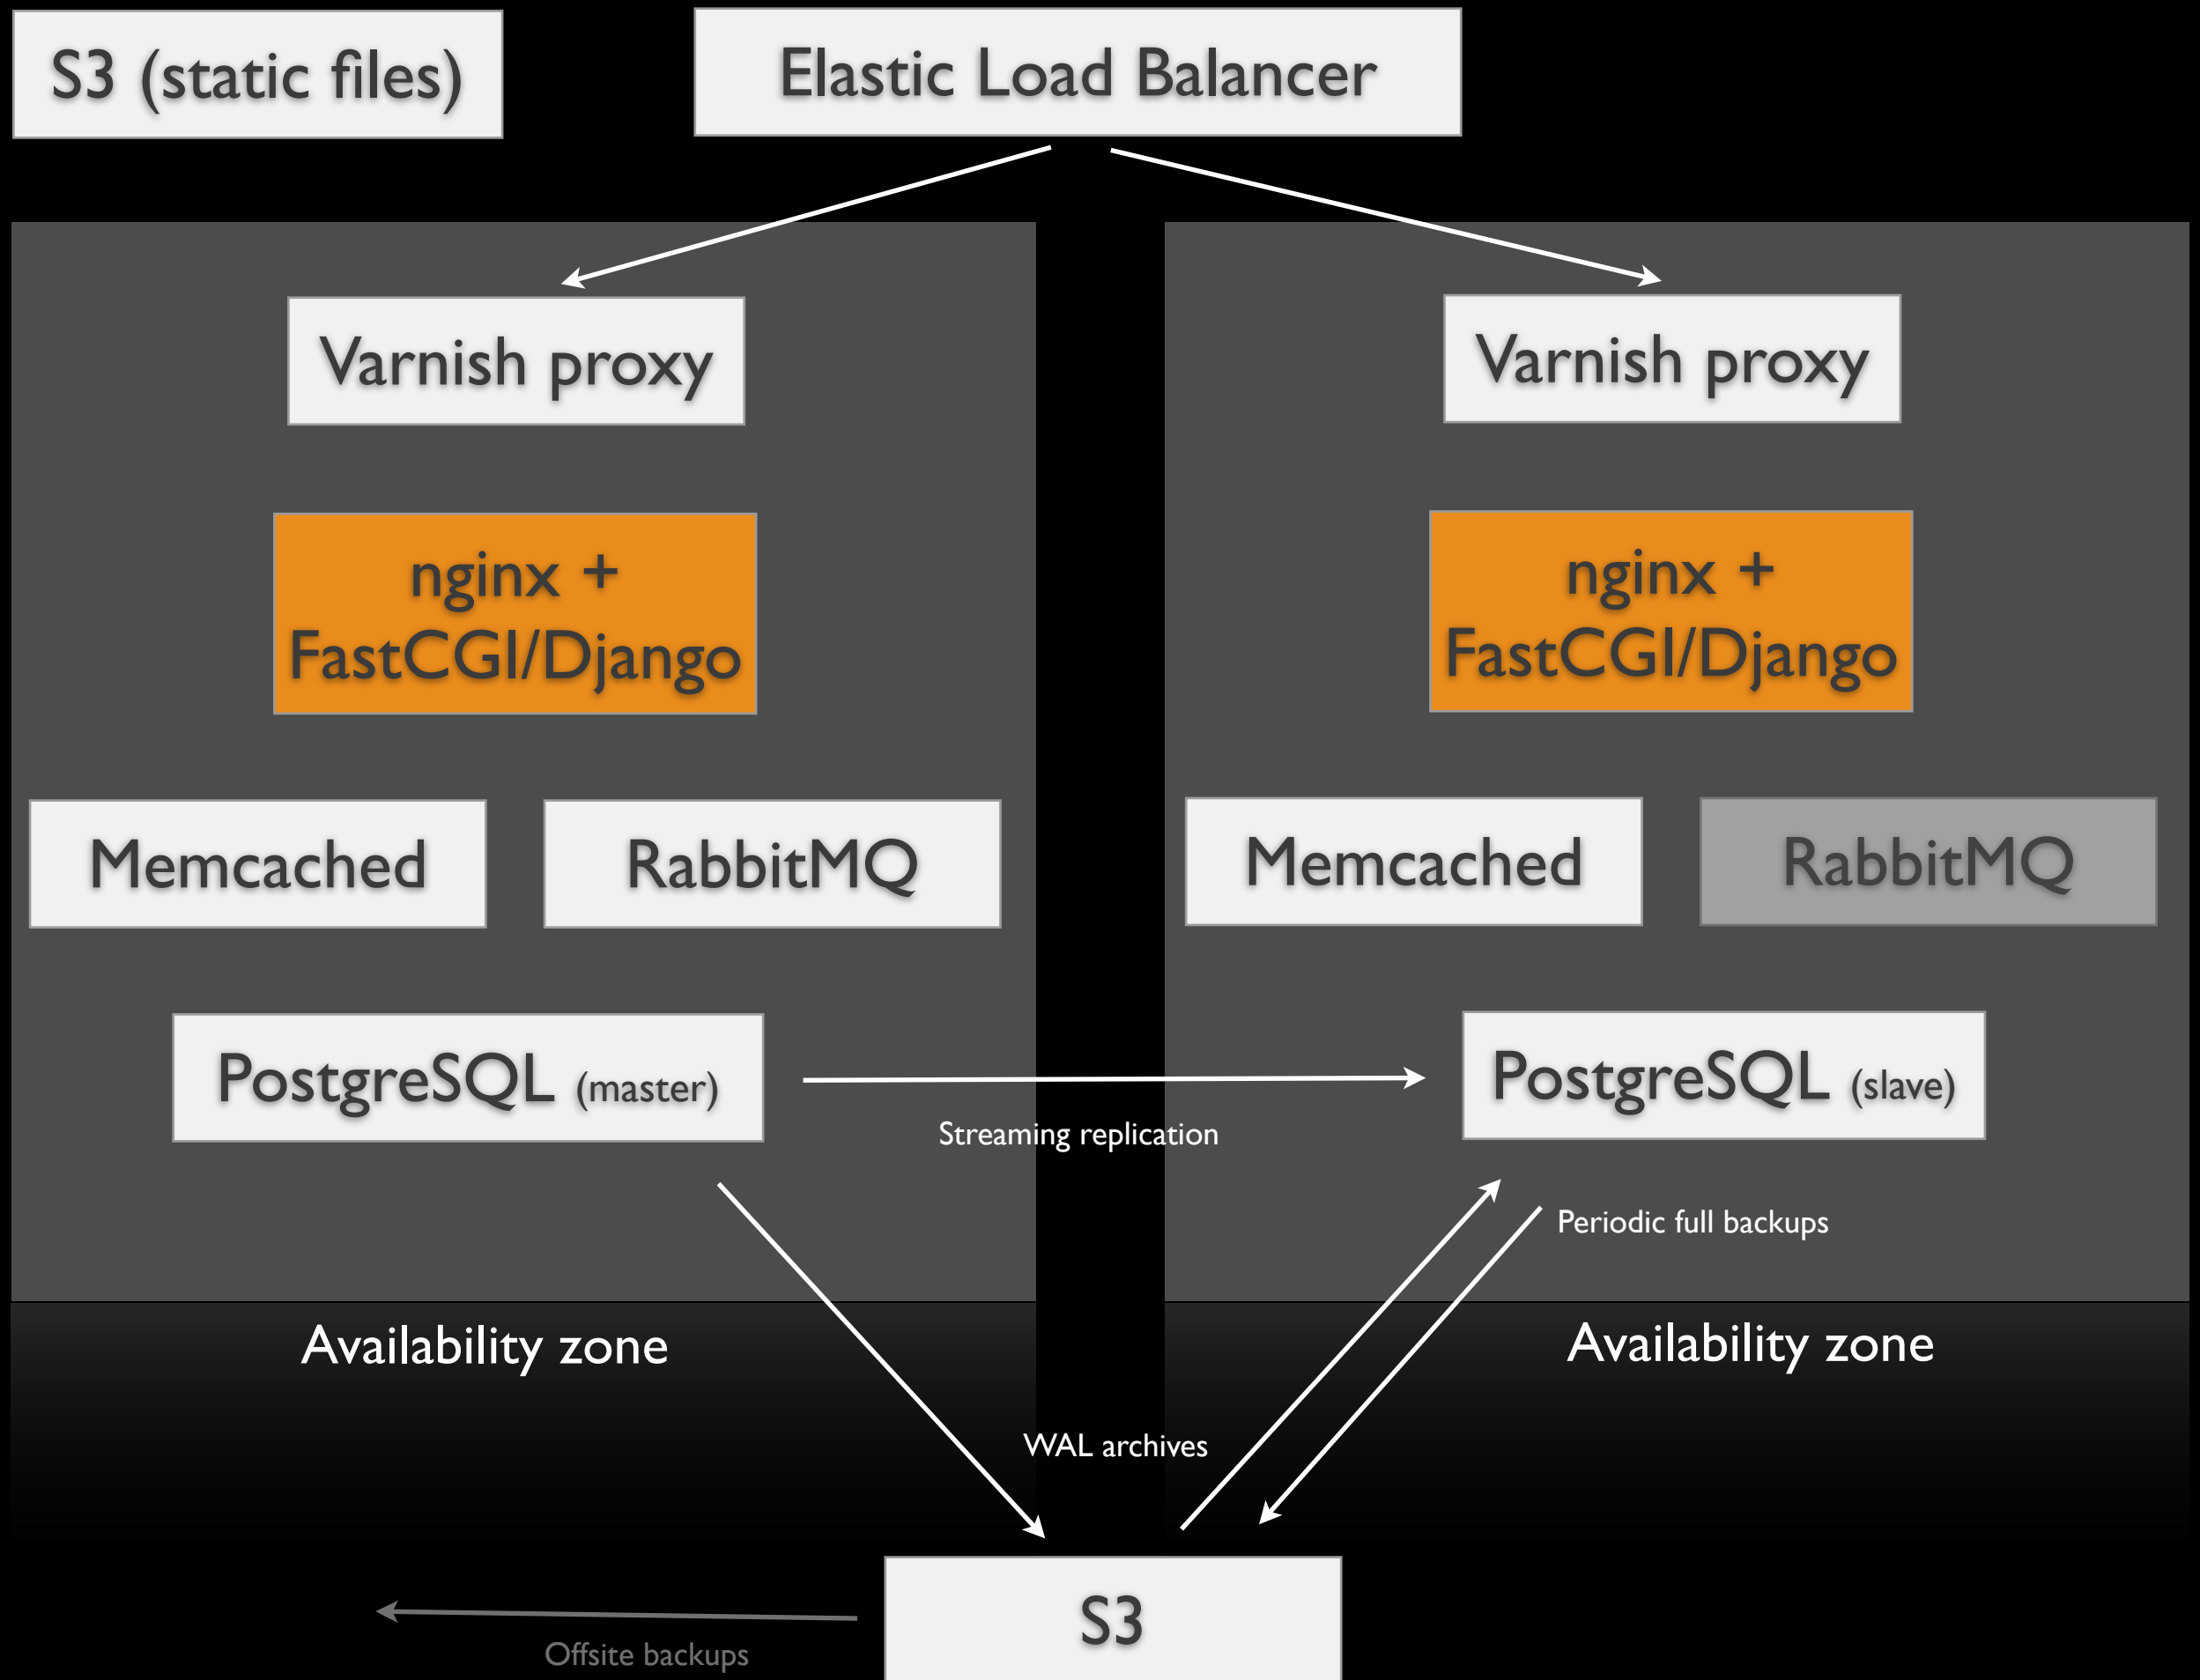 S3 (static files)
Elastic Load Balancer
Varnish proxy
Varnish proxy
nginx +
FastCGI/Django
nginx +
FastCGI/Django
Memcached
RabbitMQ
Memcached
RabbitMQ
PostgreSQL (master)
PostgreSQL (slave)
Streaming replication
Periodic full backups
Availability zone
Availability zone
WAL archives
S3
Offsite backups